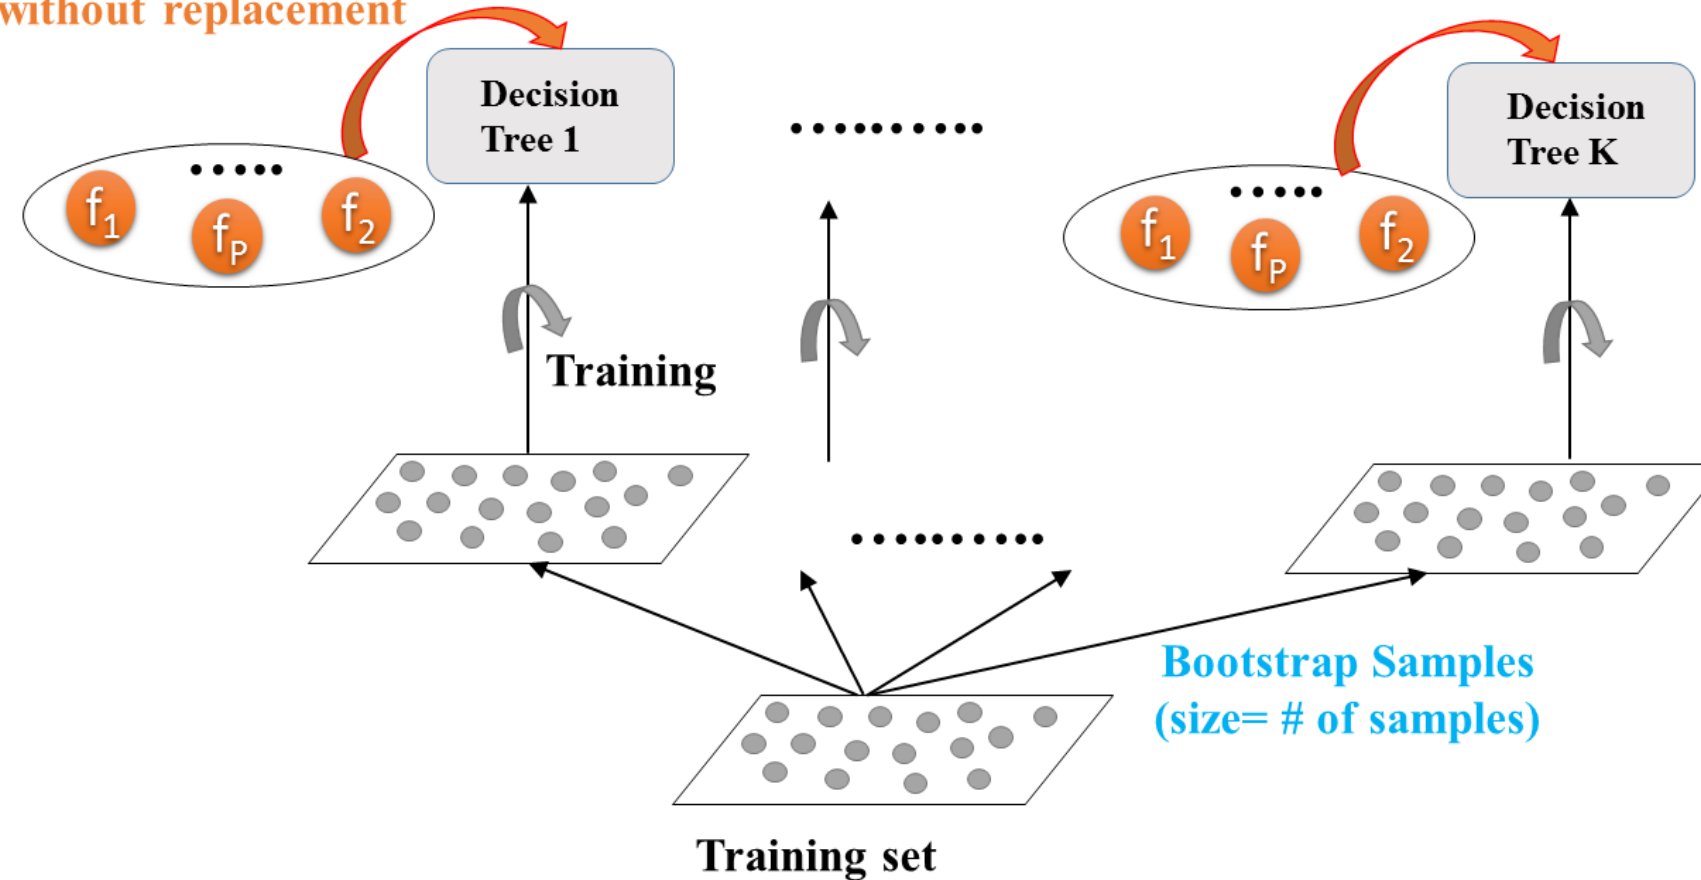 without replacement
Decision
Tree 1
Decision
Tree K
f1
fP
f2
f1
fP
f2
Training
Bootstrap Samples
(size= # of samples)
Training set